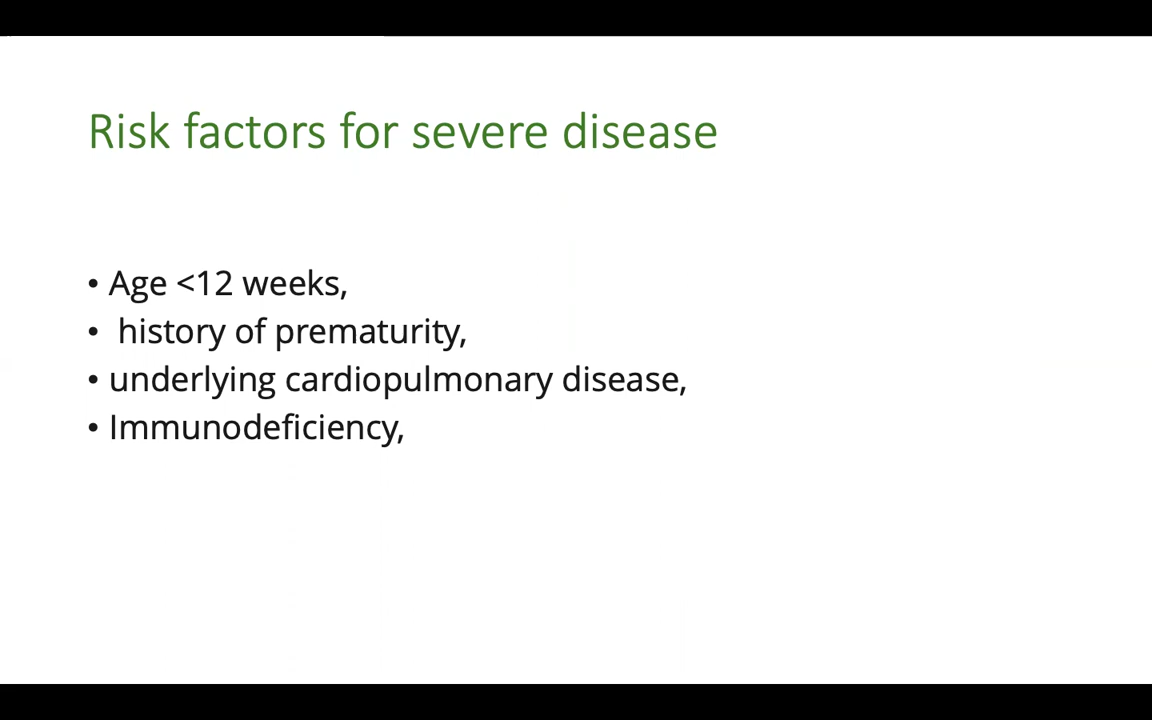 Risk factors for severe disease
• Age <12 weeks,
• history of prematurity,
• underlying cardiopulmonary disease,
• Immunodeficiency,